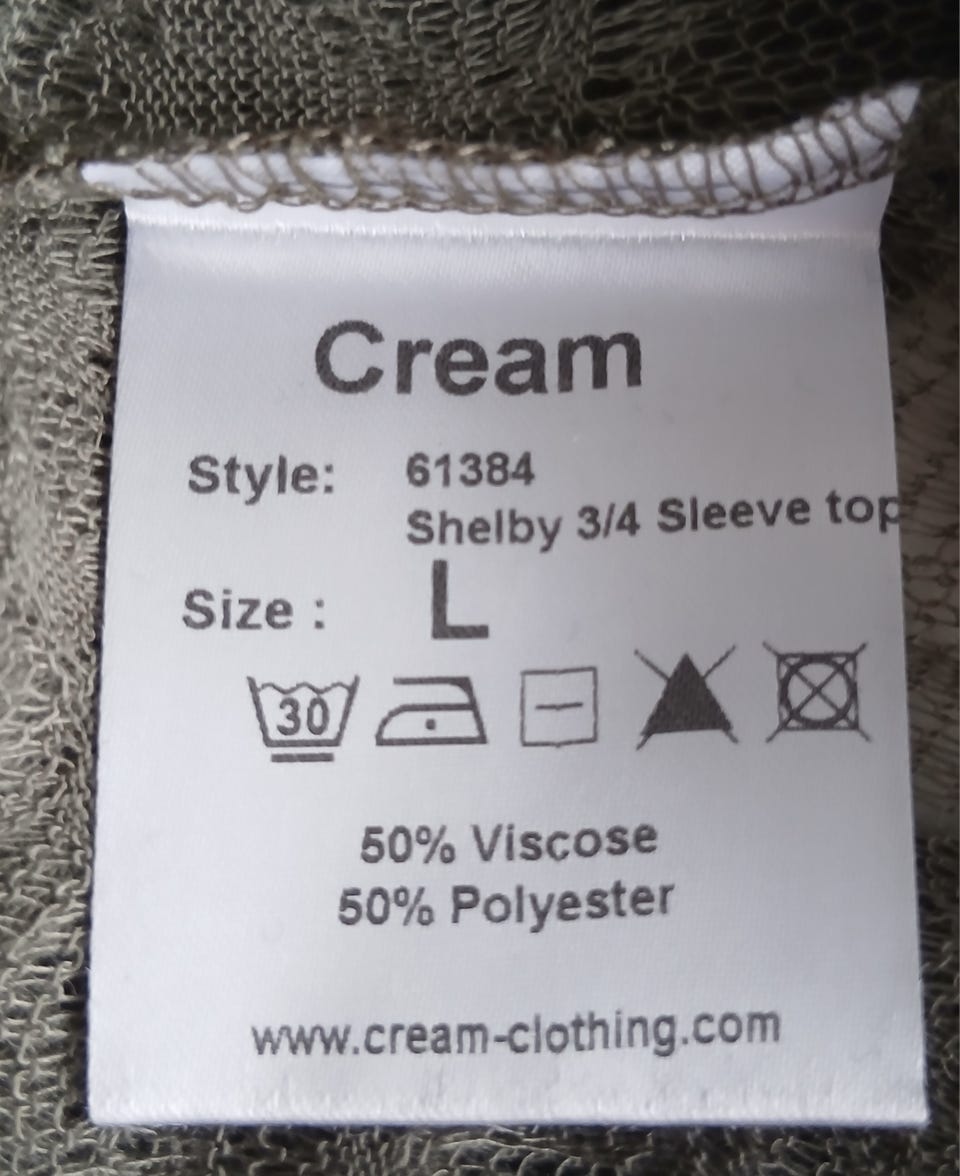 Cream
Style: 61384
Shelby 3/4 Sleeve top
Size : L
30
50% Viscose
50% Polyester
www.cream-clothing.com